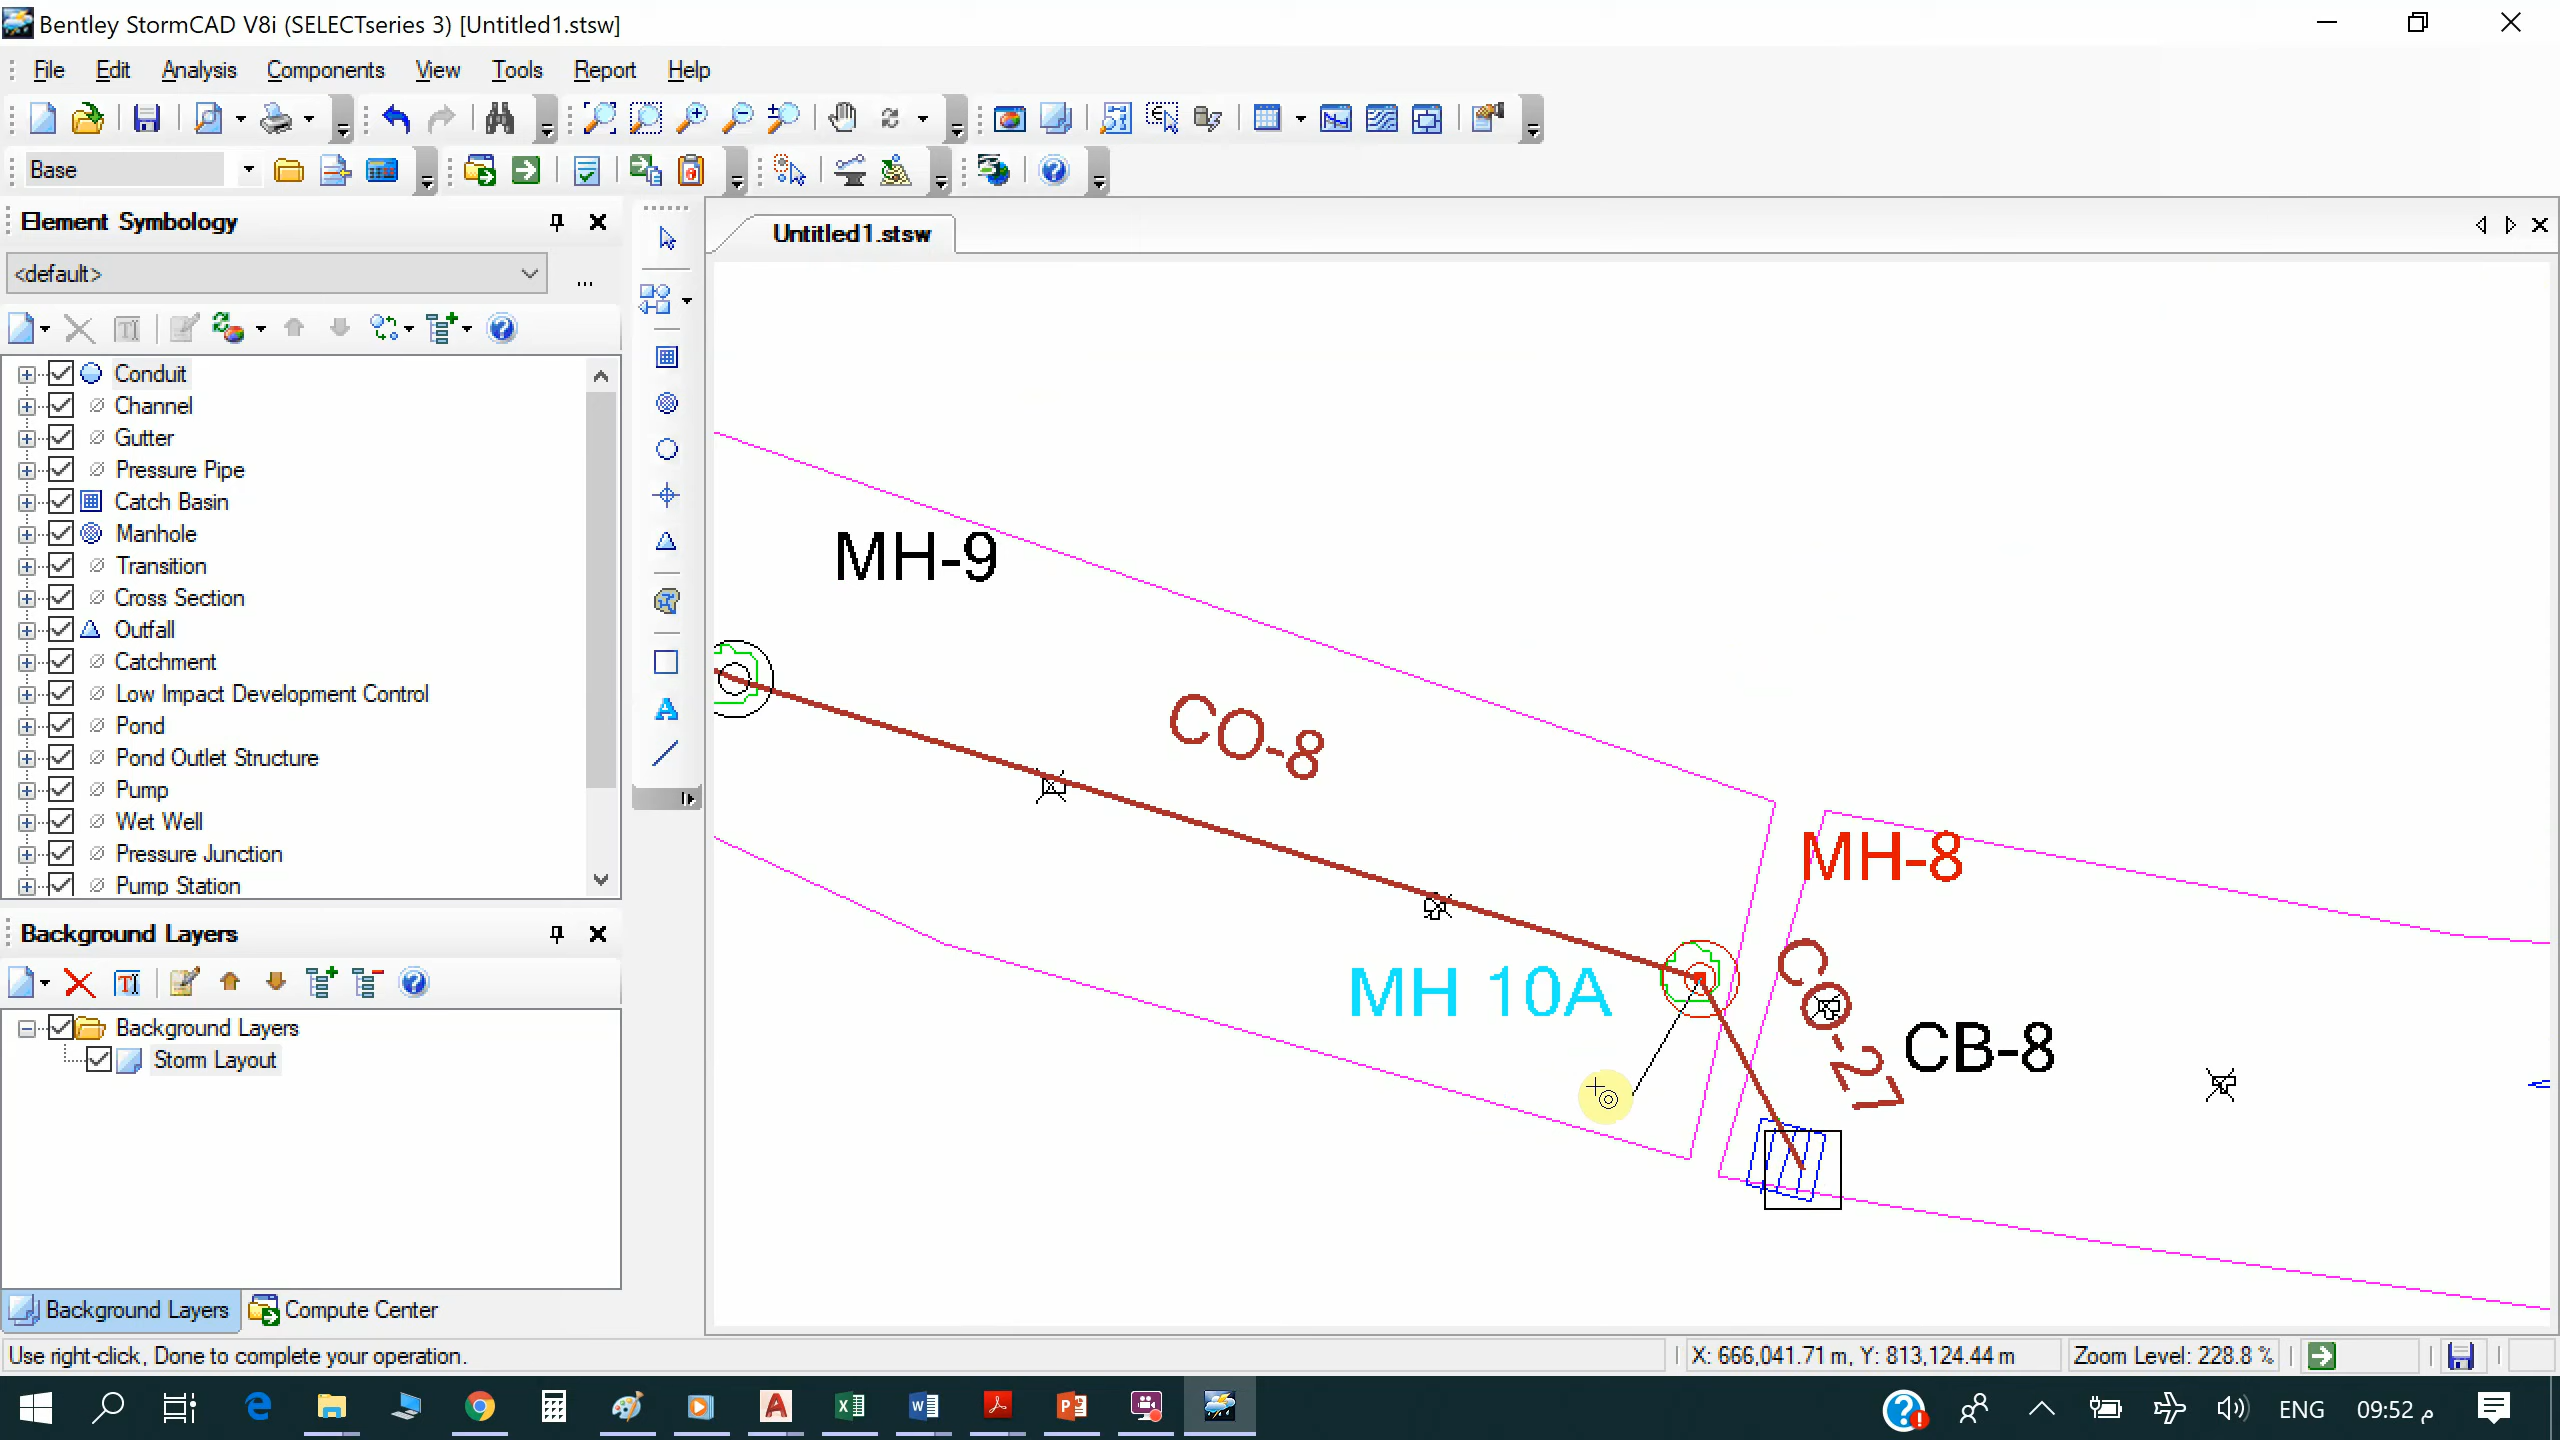 Bentley StormCAD V8i (SELECTseries 3) [Untitled1.stsw]
File Edit Analysis Components View Tools Report Help
Base
Element Symbology
<default>
...
Conduit
Channel
Gutter
Pressure Pipe
Catch Basin
Manhole
Transition
Cross Section
Outfall
Catchment
Low Impact Development Control
Pond
Pond Outlet Structure
Pump
Wet Well
Pressure Junction
Pump Station
Background Layers
Background Layers
Storm Layout
Background Layers Compute Center
Untitled1.stsw
MH-9
CO-8
MH-8
MH 10A
CO-27
CB-8
Use right-click, Done to complete your operation.
X: 666,041.71 m, Y: 813,124.44 m
Zoom Level: 228.8 %
ENG
09:52 م